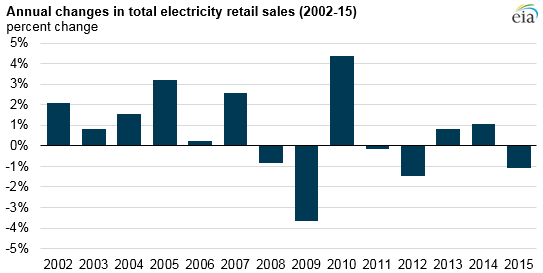 Annual changes in total electricity retail sales (2002-15)
percent change
eia
5%
4%
3%
2%
1%
0%
-1%
-2%
-3%
-4%
-5%
2002 2003 2004 2005 2006 2007 2008 2009 2010 2011 2012 2013 2014 2015